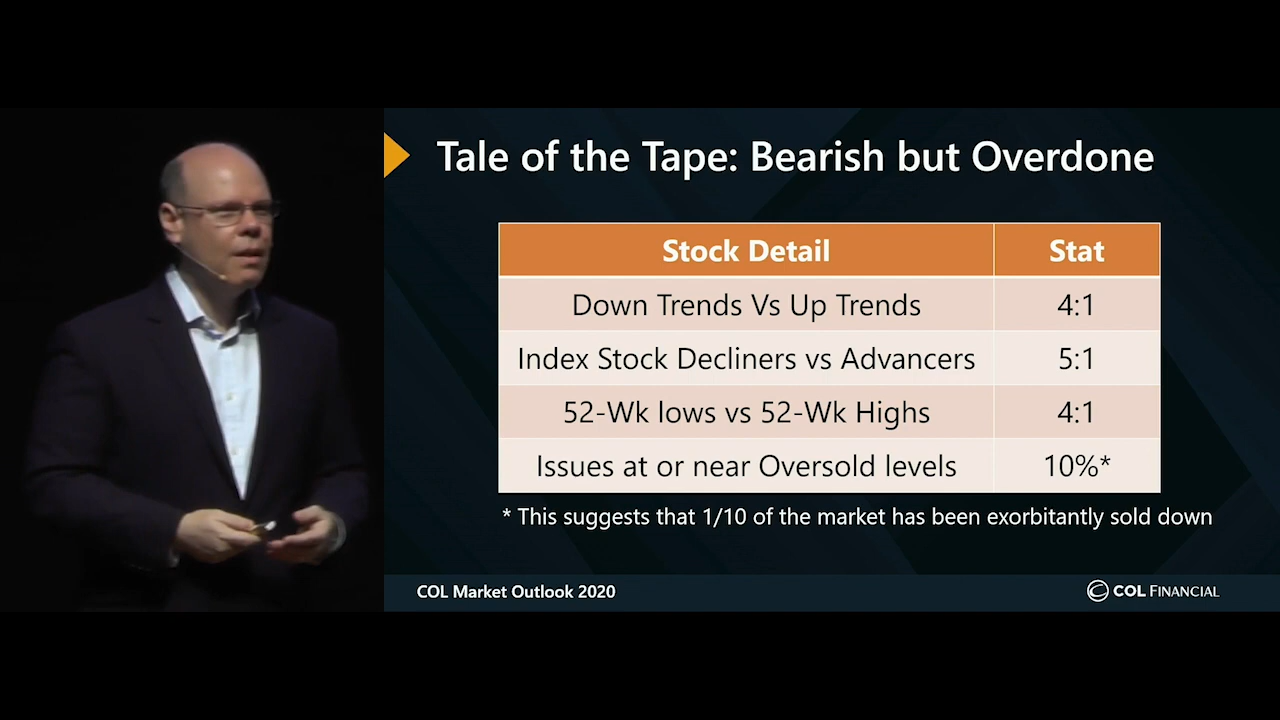 Tale of the Tape: Bearish but Overdone
Stock Detail Stat
Down Trends Vs Up Trends 4:1
Index Stock Decliners vs Advancers 5:1
52-Wk lows vs 52-Wk Highs 4:1
Issues at or near Oversold levels 10%*
* This suggests that 1/10 of the market has been exorbitantly sold down
COL Market Outlook 2020
COL FINANCIAL